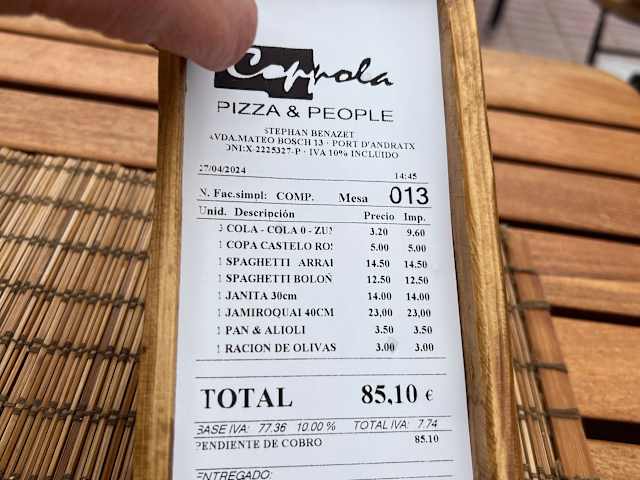 Coppola
PIZZA & PEOPLE
STEPHAN BENAZET
AVDA.MATEO BOSCH 13 · PORT D'ANDRATX
DNI:X-2225327-P · IVA 10% INCLUIDO
27/04/2024 14:45
N. Fac.simpl: COMP. Mesa 013
Unid. Descripción Precio Imp.
3 COLA - COLA 0 - ZUM 3.20 9.60
1 COPA CASTELO ROS 5.00 5,00
1 SPAGHETTI ARRAI 14.50 14.50
1 SPAGHETTI BOLOÑ 12.50 12.50
1 JANITA 30cm 14.00 14.00
1 JAMIROQUAI 40CM 23,00 23,00
1 PAN & ALIOLI 3.50 3.50
1 RACION DE OLIVAS 3.00 3.00
TOTAL 85,10 €
BASE IVA: 77.36 10.00 % TOTAL IVA: 7.74
PENDIENTE DE COBRO 85.10
ENTREGADO: